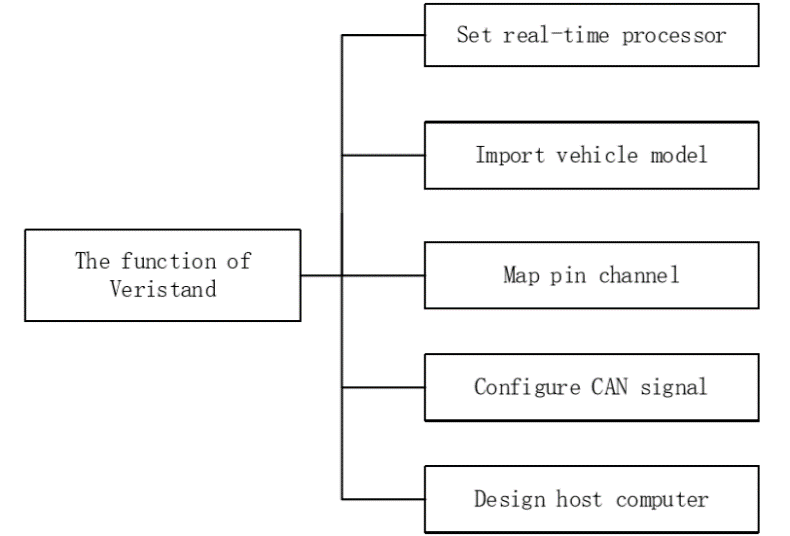 Set real-time processor
Import vehicle model
The function of
Veristand
Map pin channel
Configure CAN signal
Design host computer